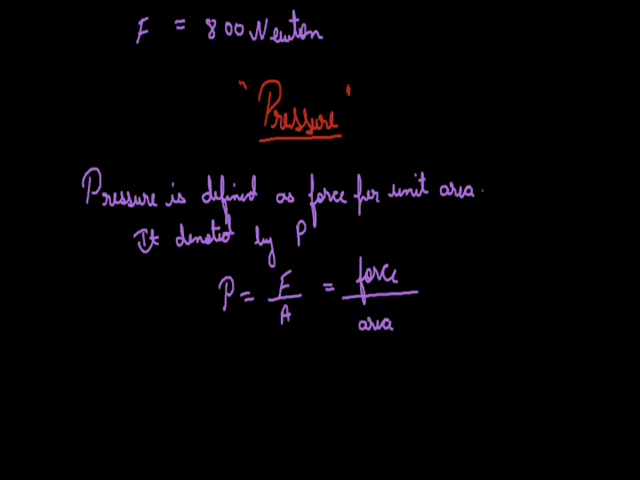 F = 800 Newton
"Pressure"
Pressure is defined as force per unit area.
It denoted by P
P = F/A = force/area